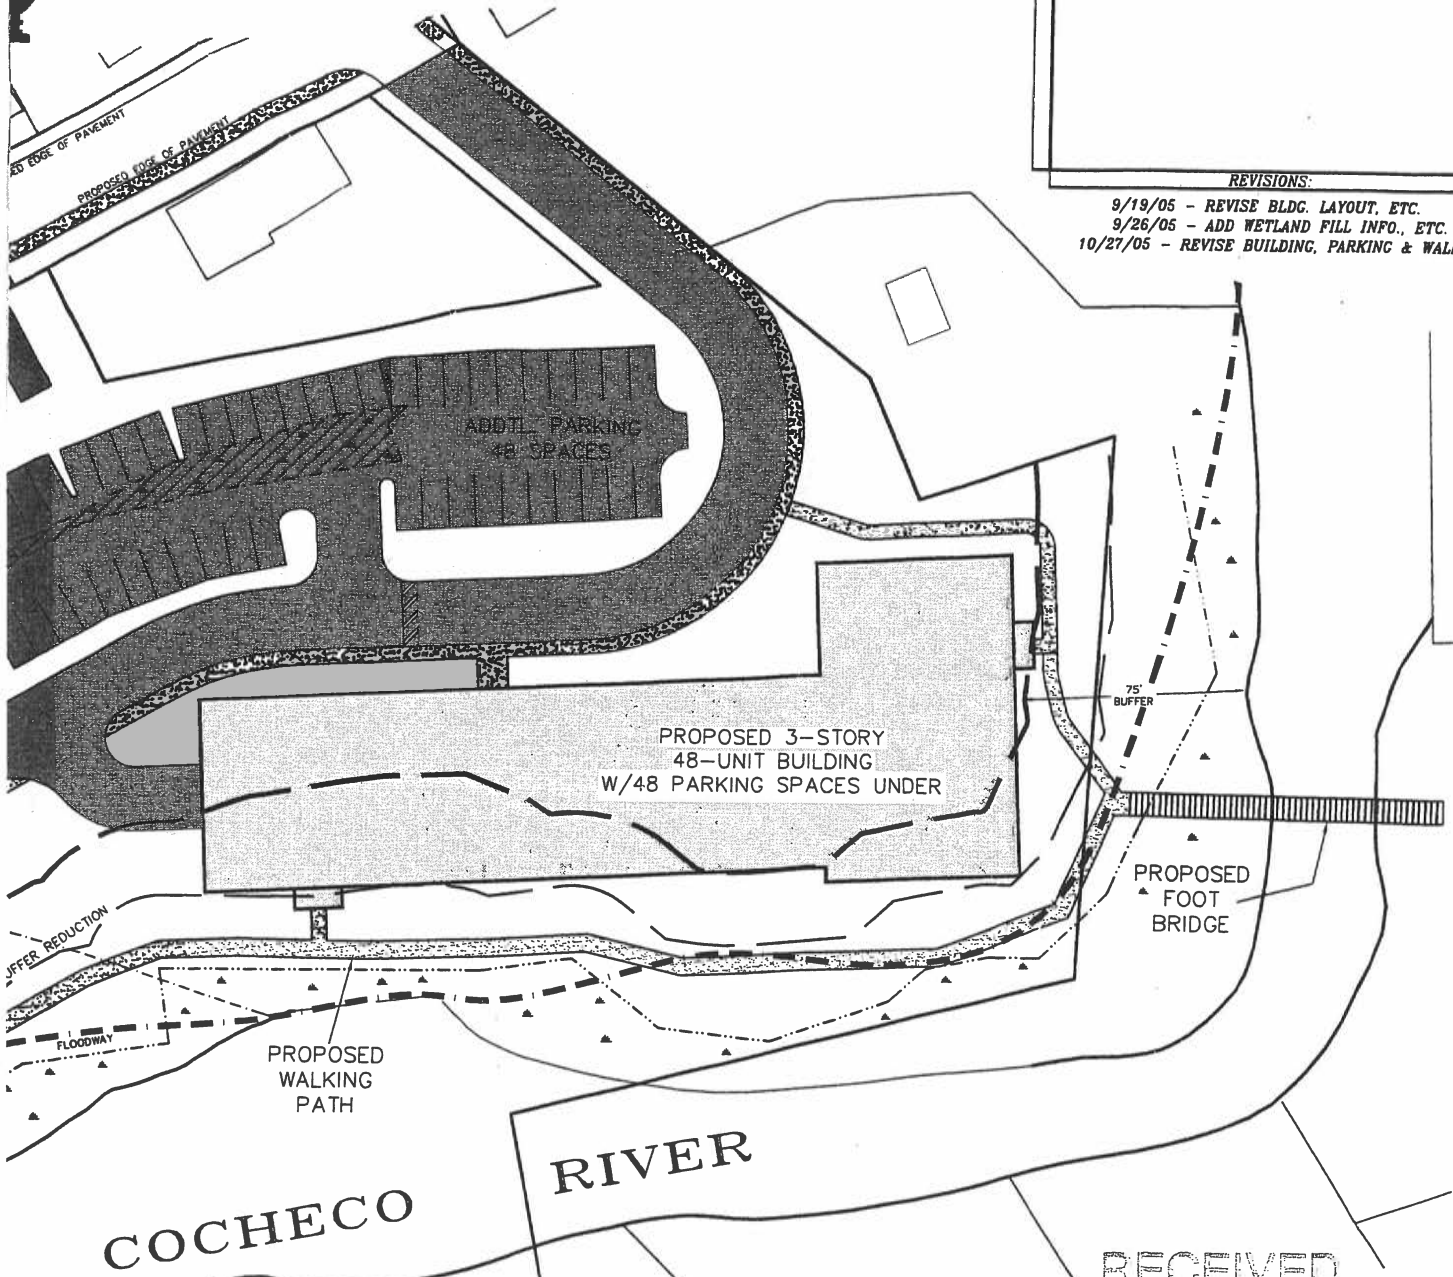 ED EDGE OF PAVEMENT
PROPOSED EDGE OF PAVEMENT
REVISIONS:
9/19/05 – REVISE BLDG. LAYOUT, ETC.
9/26/05 – ADD WETLAND FILL INFO., ETC.
10/27/05 – REVISE BUILDING, PARKING & WAL
ADDTL. PARKING
48 SPACES
75'
BUFFER
PROPOSED 3–STORY
48–UNIT BUILDING
W/48 PARKING SPACES UNDER
PROPOSED
FOOT
BRIDGE
UFFER REDUCTION
FLOODWAY
PROPOSED
WALKING
PATH
COCHECO RIVER
RECEIVED